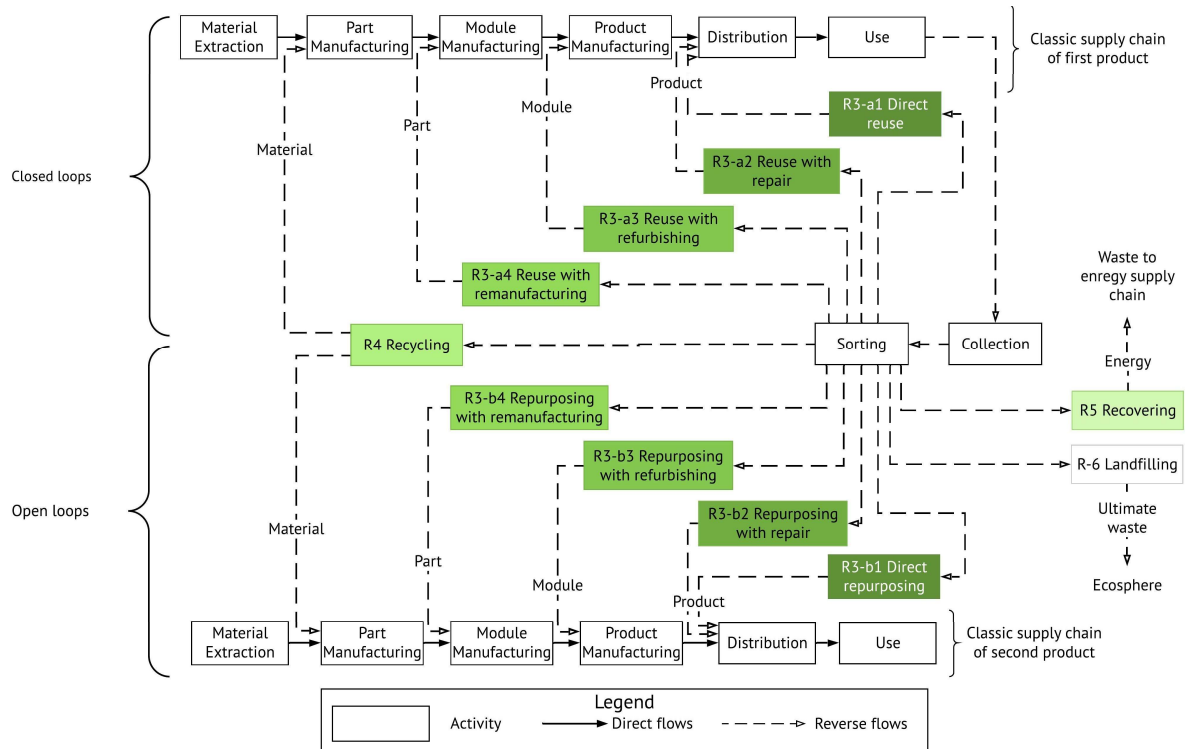 Material
Extraction
Part
Manufacturing
Module
Manufacturing
Product
Manufacturing
Distribution
Use
Classic supply chain
of first product
Product
Module
Part
Material
R3-a1 Direct
reuse
R3-a2 Reuse with
repair
R3-a3 Reuse with
refurbishing
R3-a4 Reuse with
remanufacturing
Closed loops
Waste to
enregy supply
chain
R4 Recycling
Sorting
Collection
Energy
R3-b4 Repurposing
with remanufacturing
R5 Recovering
R3-b3 Repurposing
with refurbishing
R-6 Landfilling
Open loops
Ultimate
waste
R3-b2 Repurposing
with repair
Material
Part
Module
Product
R3-b1 Direct
repurposing
Ecosphere
Material
Extraction
Part
Manufacturing
Module
Manufacturing
Product
Manufacturing
Distribution
Use
Classic supply chain
of second product
Legend
Activity
Direct flows
Reverse flows